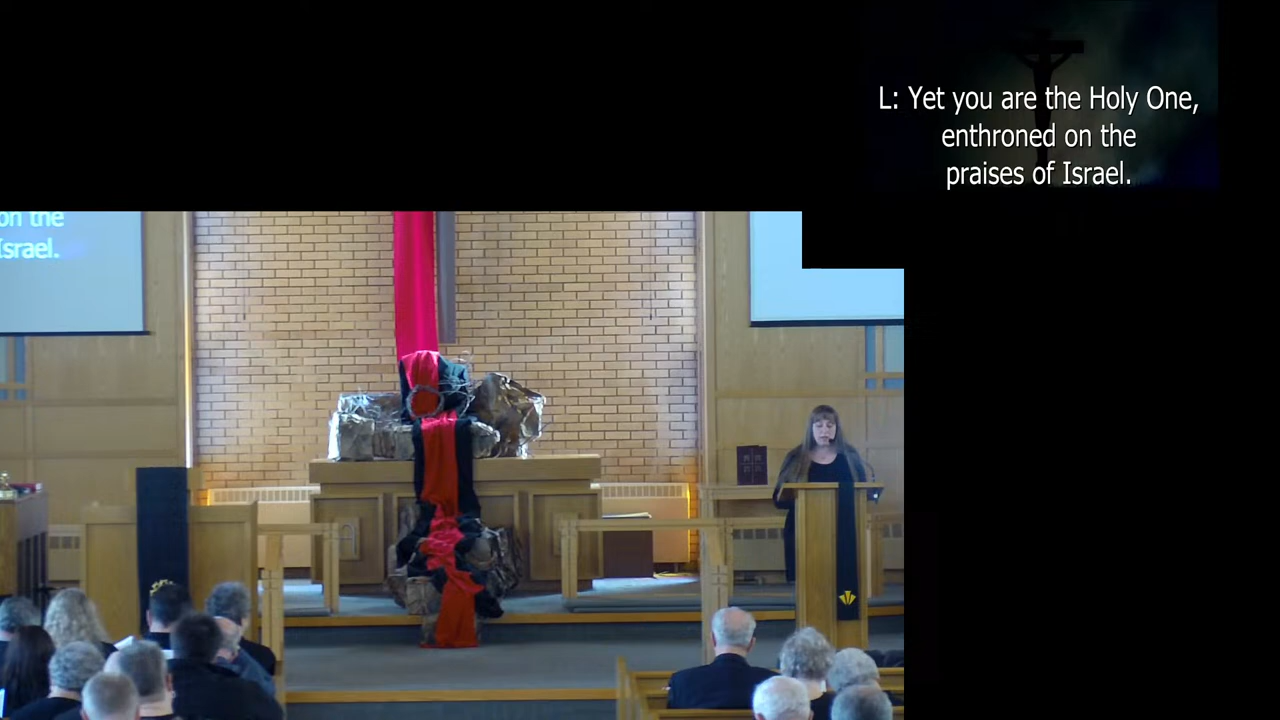 L: Yet you are the Holy One,
enthroned on the
praises of Israel.
on the
Israel.